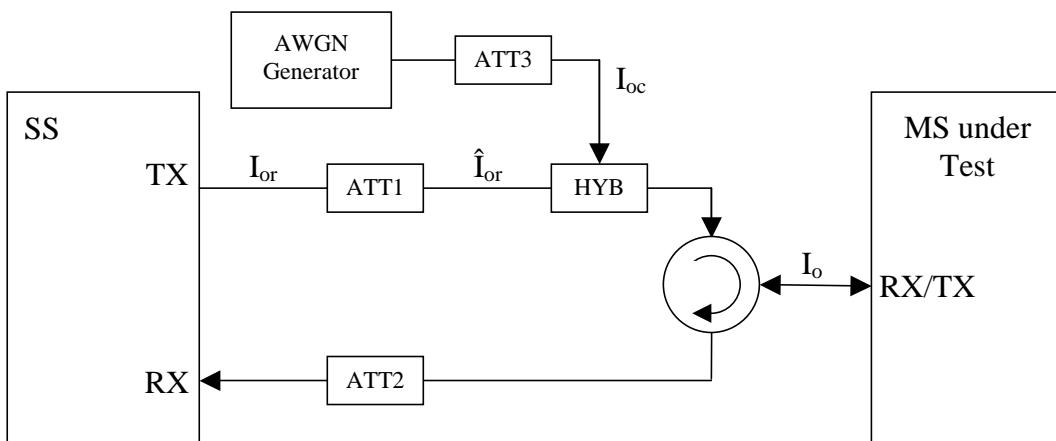 AWGN
Generator
ATT3
I_oc
SS
MS under
Test
TX
I_or
ATT1
Î_or
HYB
I_o
RX/TX
RX
ATT2